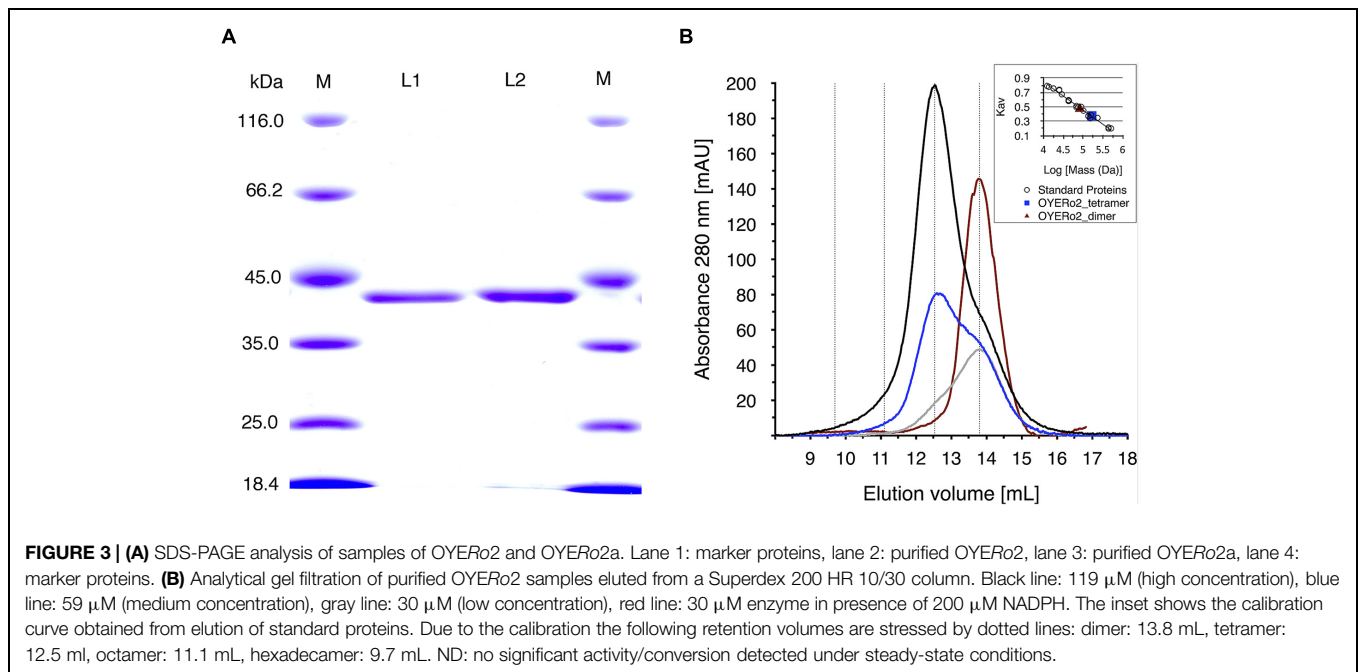 A
kDa M L1 L2 M
116.0
66.2
45.0
35.0
25.0
18.4
B
Absorbance 280 nm [mAU]
200
180
160
140
120
100
80
60
40
20
9 10 11 12 13 14 15 16 17 18
Elution volume [mL]
Kav
0.9
0.7
0.5
0.3
0.1
4 4.5 5 5.5 6
Log [Mass (Da)]
Standard Proteins
OYERo2_tetramer
OYERo2_dimer
FIGURE 3 | (A) SDS-PAGE analysis of samples of OYERo2 and OYERo2a. Lane 1: marker proteins, lane 2: purified OYERo2, lane 3: purified OYERo2a, lane 4:
marker proteins. (B) Analytical gel filtration of purified OYERo2 samples eluted from a Superdex 200 HR 10/30 column. Black line: 119 μM (high concentration), blue
line: 59 μM (medium concentration), gray line: 30 μM (low concentration), red line: 30 μM enzyme in presence of 200 μM NADPH. The inset shows the calibration
curve obtained from elution of standard proteins. Due to the calibration the following retention volumes are stressed by dotted lines: dimer: 13.8 mL, tetramer:
12.5 ml, octamer: 11.1 mL, hexadecamer: 9.7 mL. ND: no significant activity/conversion detected under steady-state conditions.